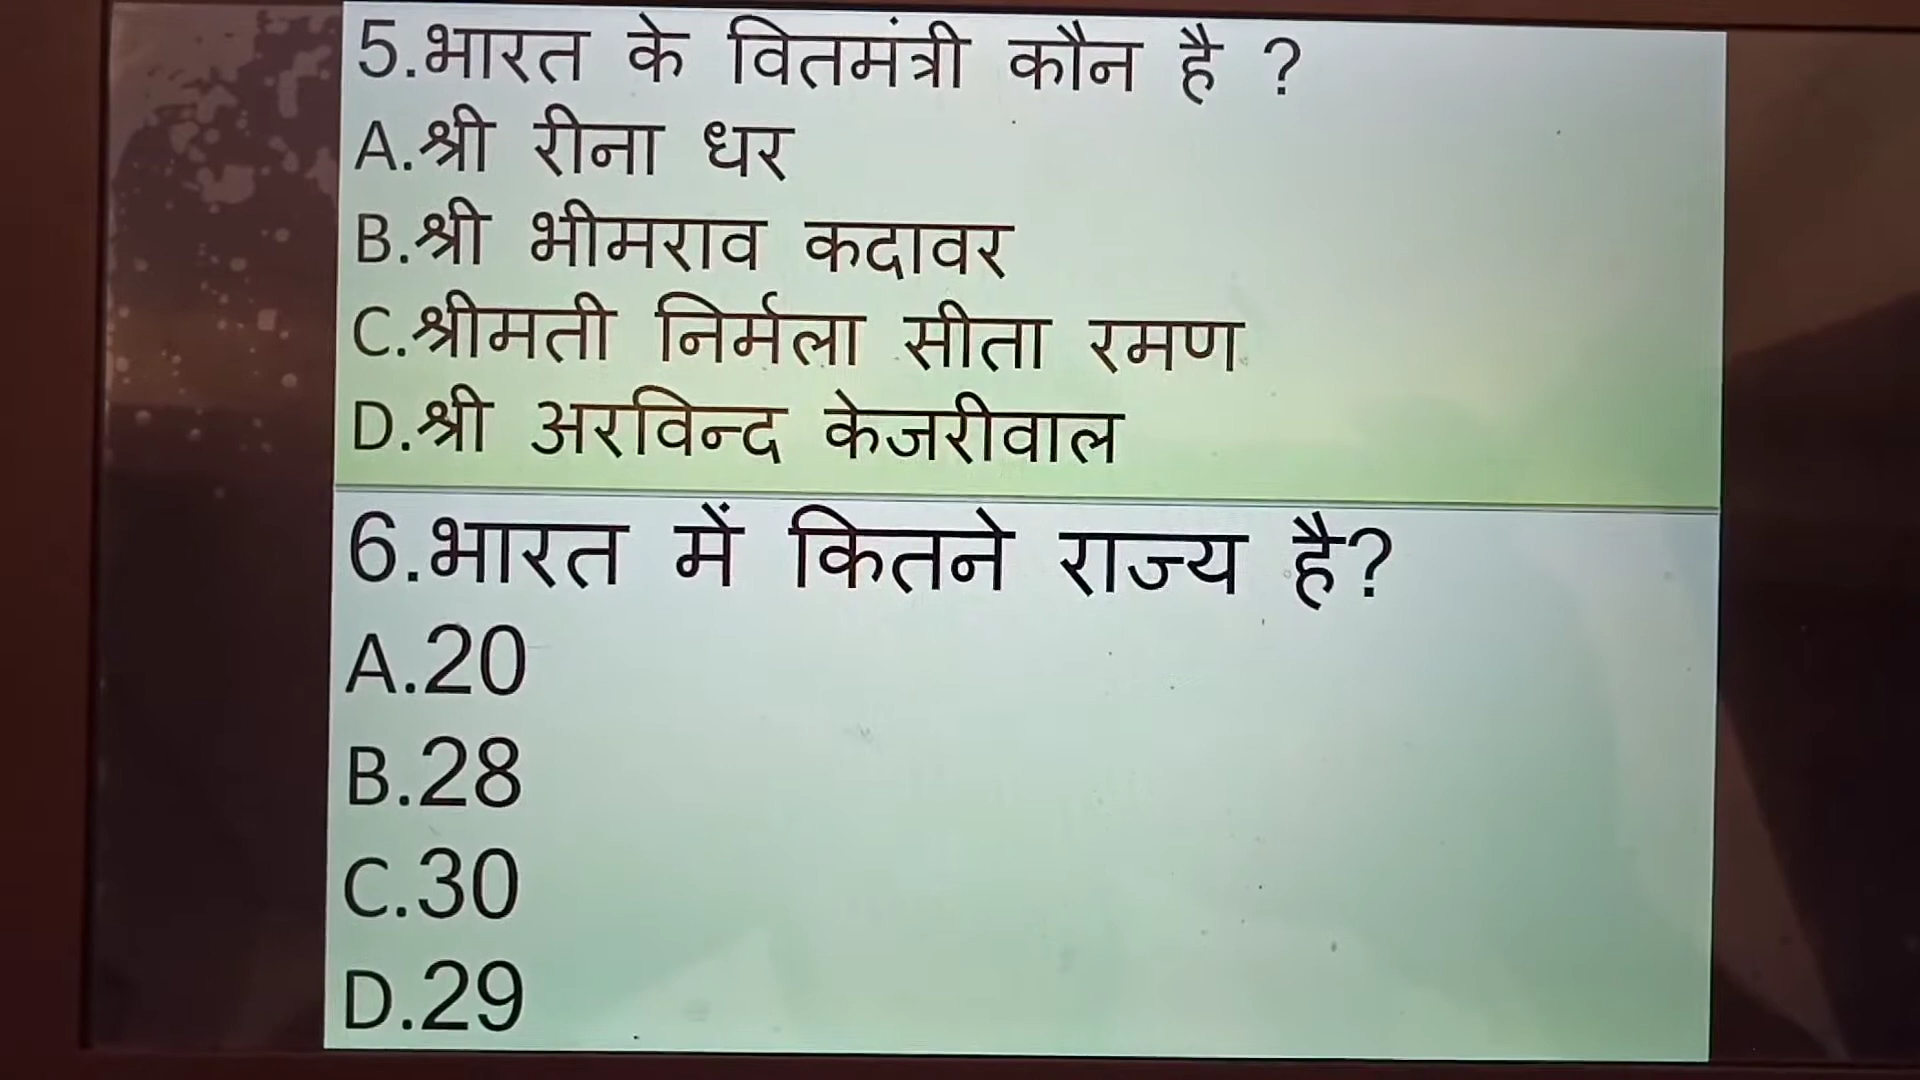 5.भारत के वितमंत्री कौन है ?
A.श्री रीना धर
B.श्री भीमराव कदावर
C.श्रीमती निर्मला सीता रमण
D.श्री अरविन्द केजरीवाल
6.भारत में कितने राज्य है?
A.20
B.28
C.30
D.29